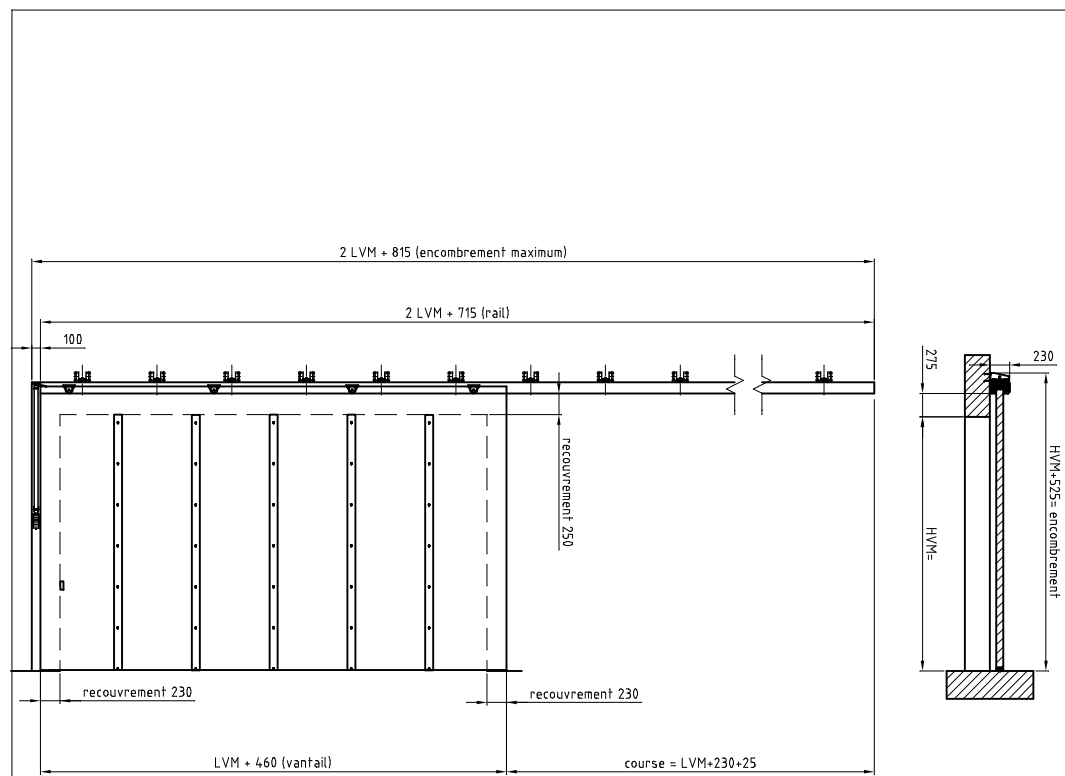 2 LVM + 815 (encombrement maximum)
2 LVM + 715 (rail)
100
275
230
recouvrement 250
HVM=
HVM+525= encombrement
recouvrement 230
recouvrement 230
LVM + 460 (vantail)
course = LVM+230+25